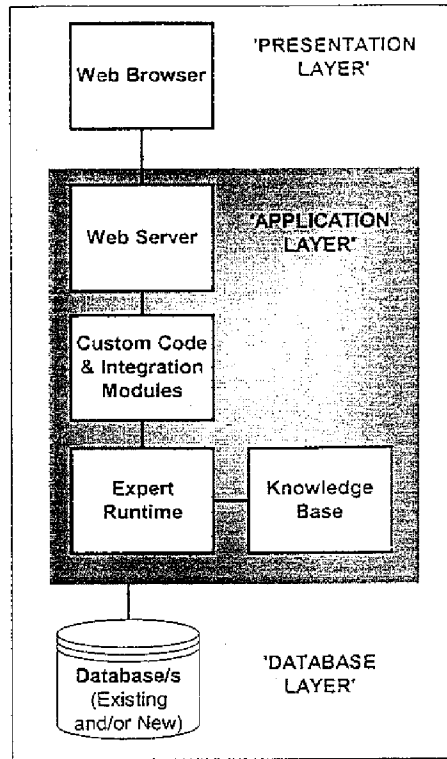 Web Browser
'PRESENTATION
LAYER'
Web Server
'APPLICATION
LAYER'
Custom Code
& Integration
Modules
Expert
Runtime
Knowledge
Base
Database/s
(Existing
and/or New)
'DATABASE
LAYER'